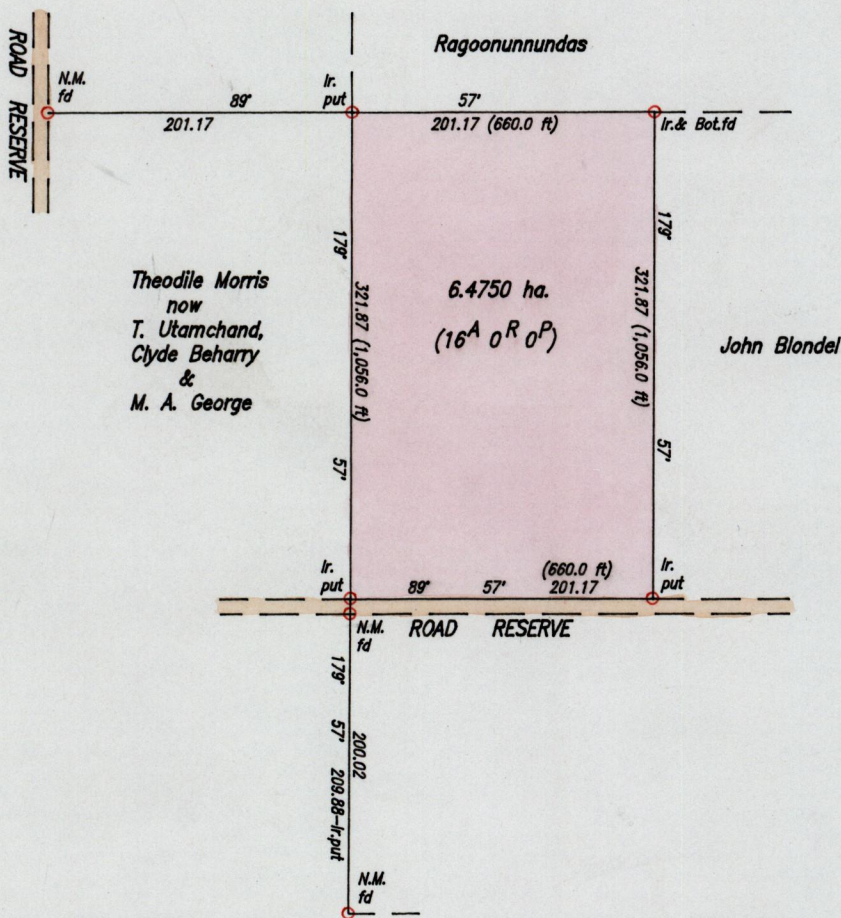 Ragoonunnundas
ROAD RESERVE
N.M.
fd
89°
201.17
Ir.
put
57'
201.17 (660.0 ft)
Ir.& Bot.fd
179°
321.87 (1,056.0 ft)
57'
Theodile Morris
now
T. Utamchand,
Clyde Beharry
&
M. A. George
6.4750 ha.
(16A 0R 0P)
179°
321.87 (1,056.0 ft)
57'
John Blondel
Ir.
put
89° 57' 201.17
(660.0 ft)
Ir.
put
N.M.
fd
ROAD RESERVE
179° 57' 209.88-Ir.put
200.02
N.M.
fd